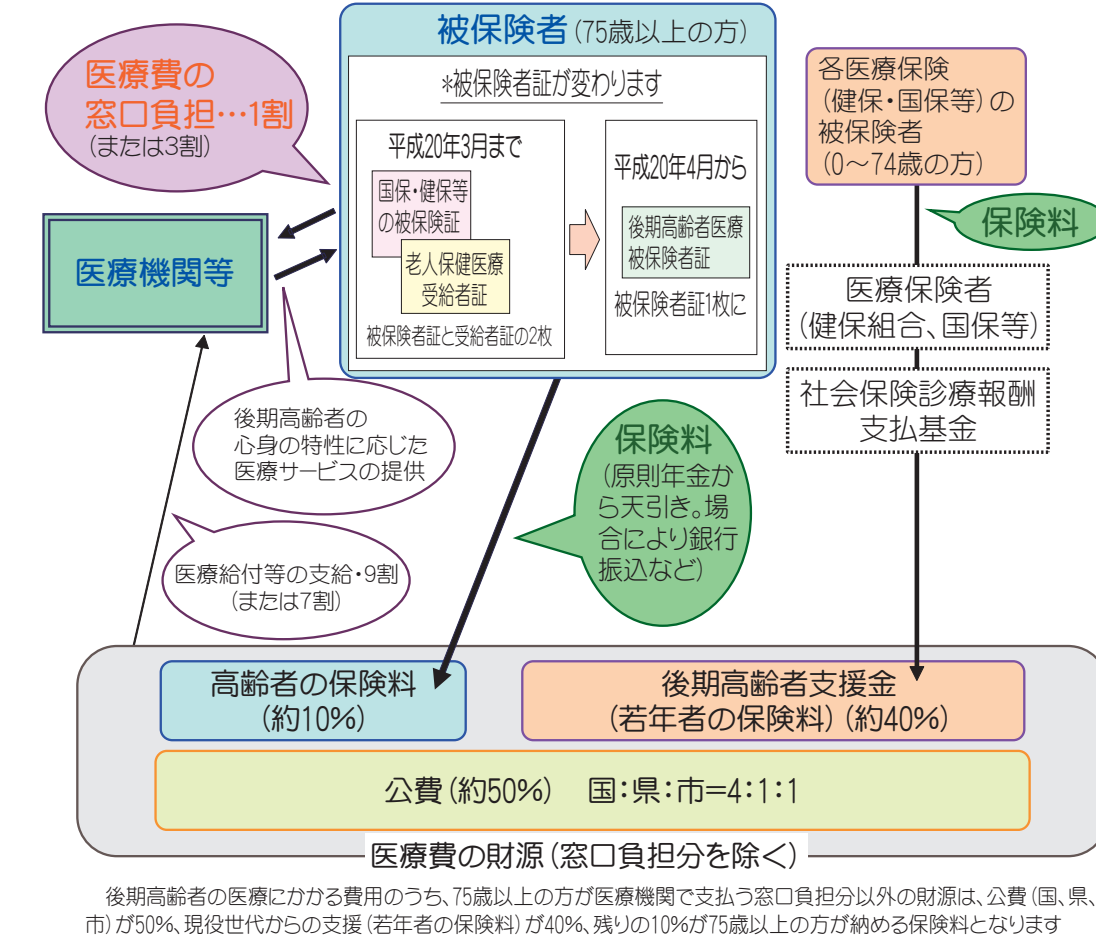 被保険者(75歳以上の方)
*被保険者証が変わります
平成20年3月まで
国保・健保等
の被保険証
老人保健医療
受給者証
被保険者証と受給者証の2枚
平成20年4月から
後期高齢者医療
被保険者証
被保険者証1枚に
医療費の
窓口負担…1割
(または3割)
医療機関等
各医療保険
(健保・国保等)の
被保険者
(0〜74歳の方)
保険料
医療保険者
(健保組合、国保等)
社会保険診療報酬
支払基金
後期高齢者の
心身の特性に応じた
医療サービスの提供
保険料
(原則年金か
ら天引き。場
合により銀行
振込など)
医療給付等の支給・9割
(または7割)
高齢者の保険料
(約10%)
後期高齢者支援金
(若年者の保険料)(約40%)
公費(約50%) 国:県:市=4:1:1
医療費の財源(窓口負担分を除く)
後期高齢者の医療にかかる費用のうち、75歳以上の方が医療機関で支払う窓口負担分以外の財源は、公費(国、県、
市)が50%、現役世代からの支援(若年者の保険料)が40%、残りの10%が75歳以上の方が納める保険料となります